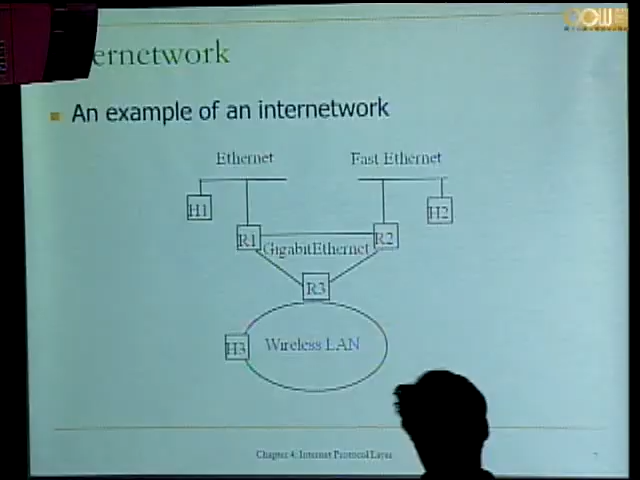 ernetwork
An example of an internetwork
Ethernet
Fast Ethernet
H1
H2
R1
R2
GigabitEthernet
R3
H3
Wireless LAN
Chapter 4: Internet Protocol Layer
OCW